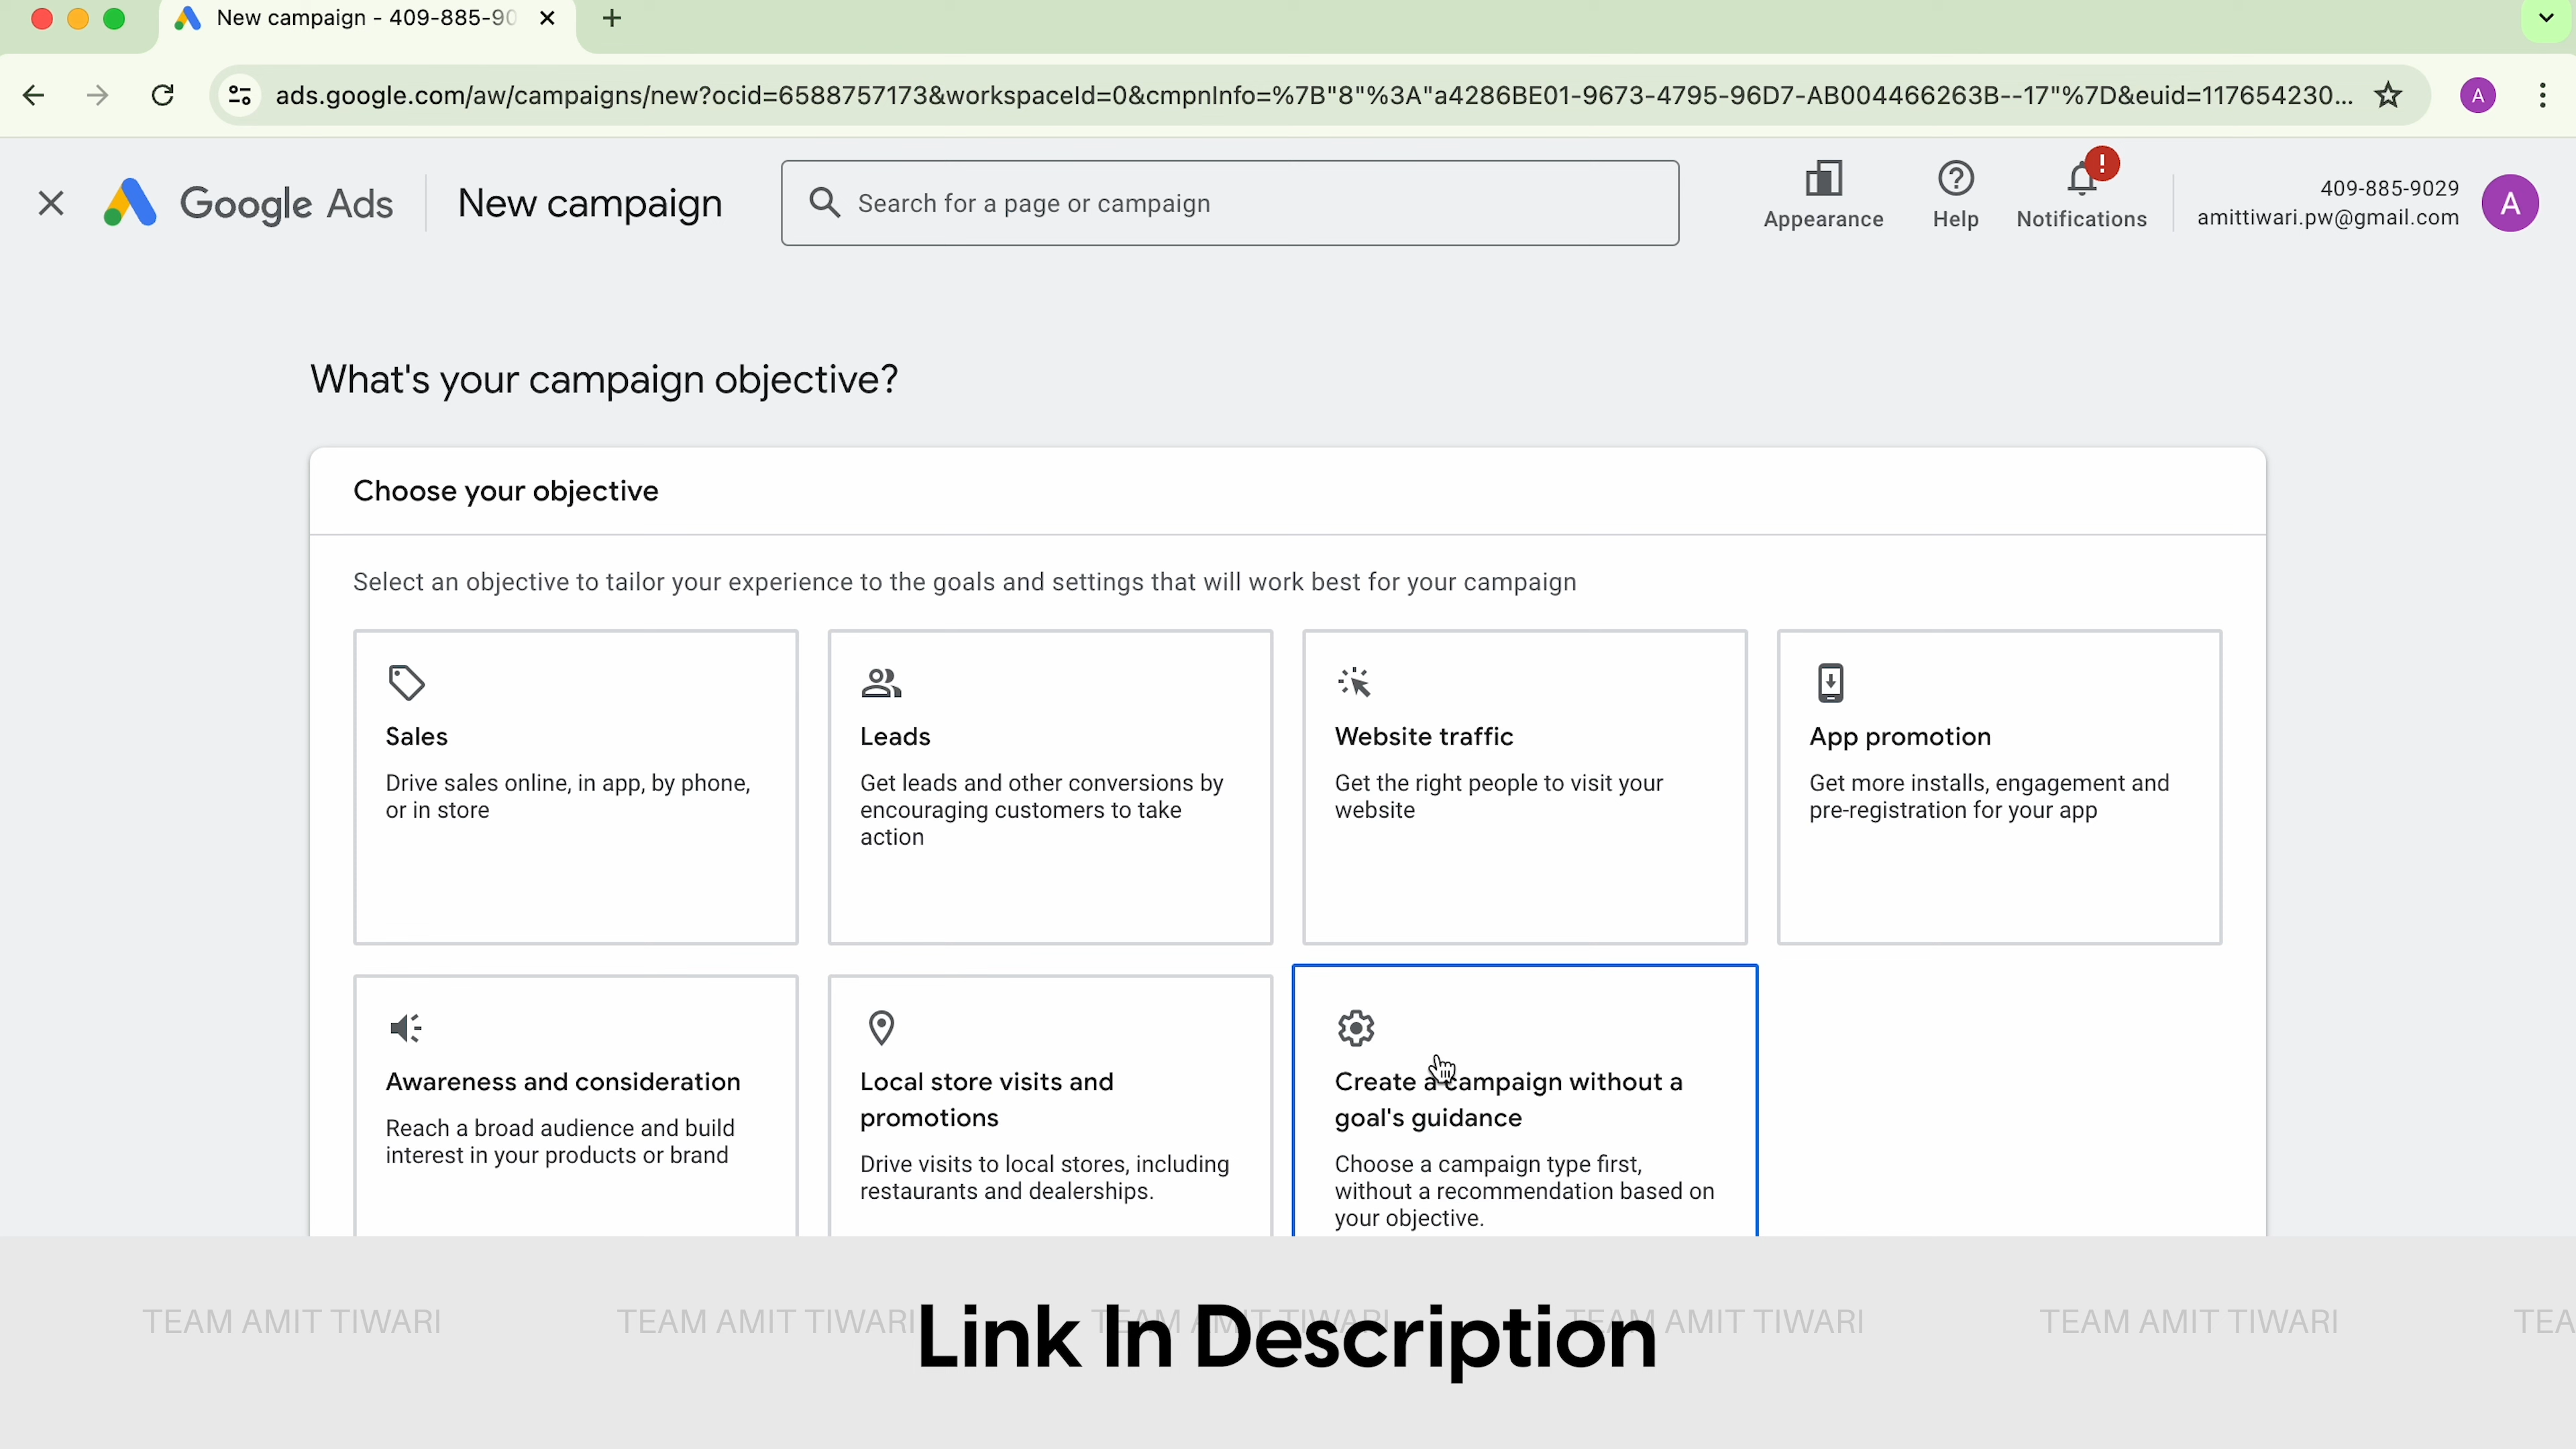 New campaign - 409-885-90
ads.google.com/aw/campaigns/new?ocid=6588757173&workspaceId=0&cmpnInfo=%7B"8"%3A"a4286BE01-9673-4795-96D7-AB004466263B--17"%7D&euid=117654230...
A
Google Ads
New campaign
Search for a page or campaign
Appearance
Help
Notifications
409-885-9029
amittiwari.pw@gmail.com
A
What's your campaign objective?
Choose your objective
Select an objective to tailor your experience to the goals and settings that will work best for your campaign
Sales
Drive sales online, in app, by phone,
or in store
Leads
Get leads and other conversions by
encouraging customers to take
action
Website traffic
Get the right people to visit your
website
App promotion
Get more installs, engagement and
pre-registration for your app
Awareness and consideration
Reach a broad audience and build
interest in your products or brand
Local store visits and
promotions
Drive visits to local stores, including
restaurants and dealerships.
Create a campaign without a
goal's guidance
Choose a campaign type first,
without a recommendation based on
your objective.
TEAM AMIT TIWARI TEAM AMIT TIWARI TEAM AMIT TIWARI TEAM AMIT TIWARI TEAM AMIT TIWARI TEA
Link In Description